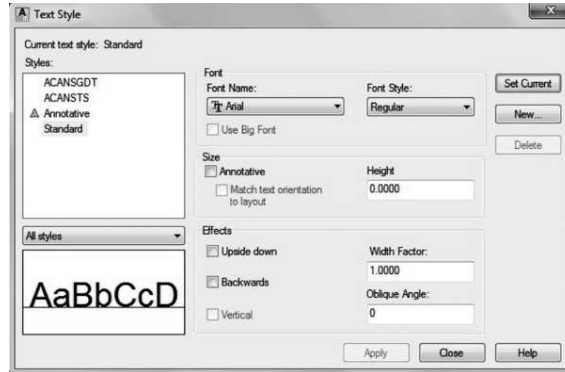 Text Style
Current text style: Standard
Styles:
ACANSGDT
ACANSTS
Annotative
Standard
All styles
AaBbCcD
Font
Font Name:
Arial
Font Style:
Regular
Use Big Font
Size
Annotative
Match text orientation
to layout
Height
0.0000
Effects
Upside down
Backwards
Vertical
Width Factor:
1.0000
Oblique Angle:
0
Set Current
New...
Delete
Apply
Close
Help